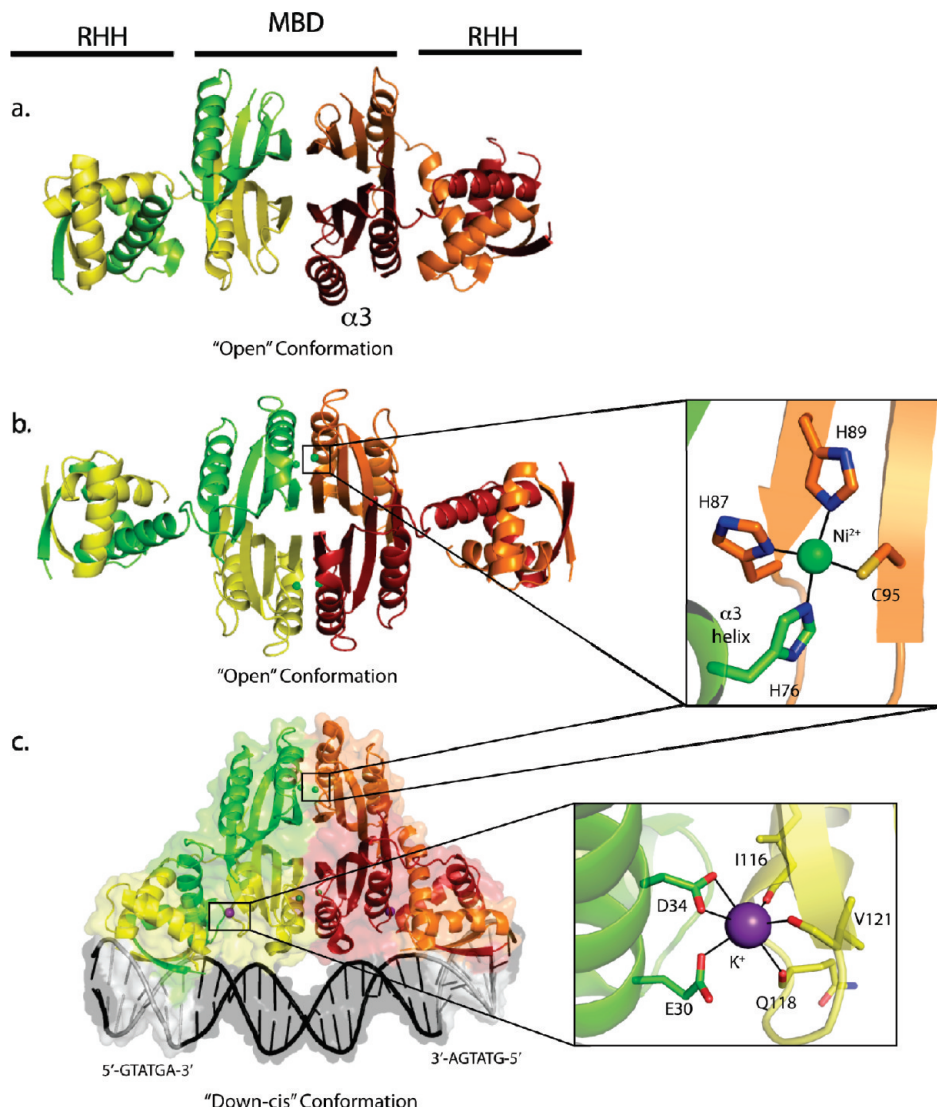 RHH
MBD
RHH
a.
α3
"Open" Conformation
b.
H89
H87
Ni²⁺
C95
α3
helix
H76
"Open" Conformation
c.
I116
D34
V121
K⁺
E30
Q118
5′-GTATGA-3′
3′-AGTATG-5′
"Down-cis" Conformation